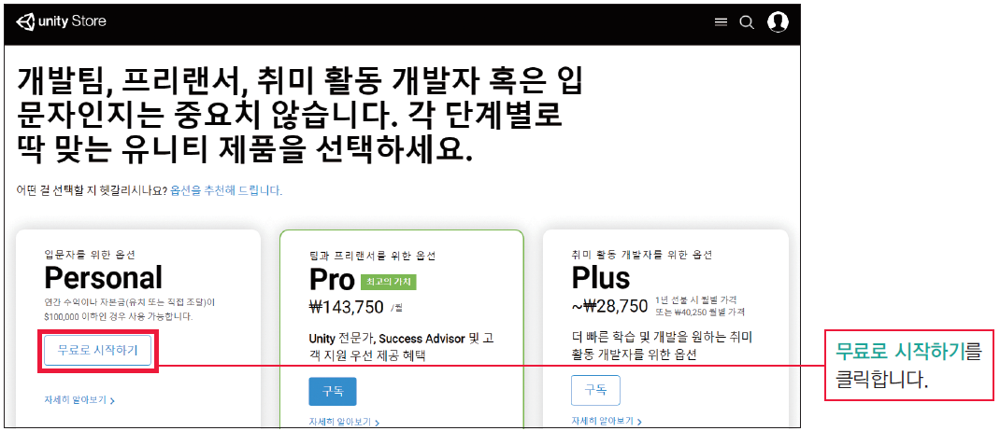 unity Store
개발팀, 프리랜서, 취미 활동 개발자 혹은 입
문자인지는 중요치 않습니다. 각 단계별로
딱 맞는 유니티 제품을 선택하세요.
어떤 걸 선택할 지 헷갈리시나요? 옵션을 추천해 드립니다.
입문자를 위한 옵션
Personal
연간 수익이나 자본금(유치 또는 직접 조달)이
$100,000 이하인 경우 사용 가능합니다.
무료로 시작하기
자세히 알아보기 >
팀과 프리랜서를 위한 옵션
Pro 최고의 가치
₩143,750 /월
Unity 전문가, Success Advisor 및 고
객 지원 우선 제공 혜택
구독
자세히 알아보기 >
취미 활동 개발자를 위한 옵션
Plus
~₩28,750 1년 선불 시 월별 가격
또는 ₩40,250 월별 가격
더 빠른 학습 및 개발을 원하는 취미
활동 개발자를 위한 옵션
구독
자세히 알아보기 >
무료로 시작하기를
클릭합니다.